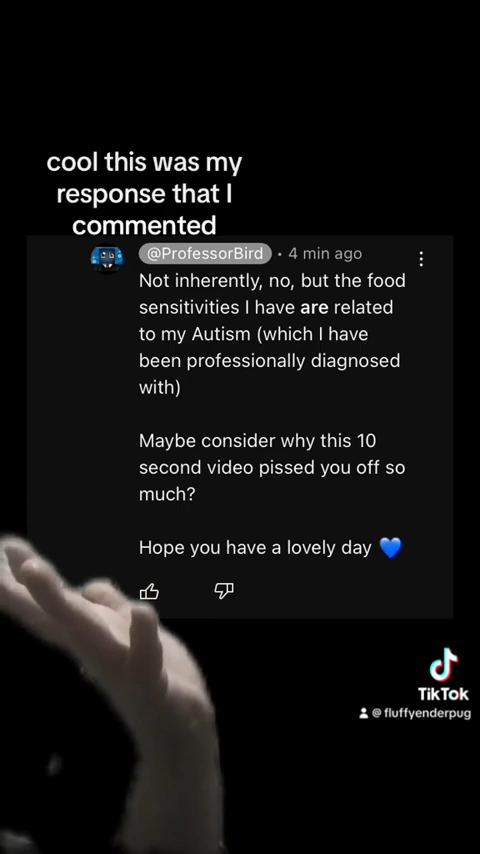 cool this was my
response that I
commented
@ProfessorBird · 4 min ago
Not inherently, no, but the food
sensitivities I have are related
to my Autism (which I have
been professionally diagnosed
with)
Maybe consider why this 10
second video pissed you off so
much?
Hope you have a lovely day 💙
TikTok
@fluffyenderpug